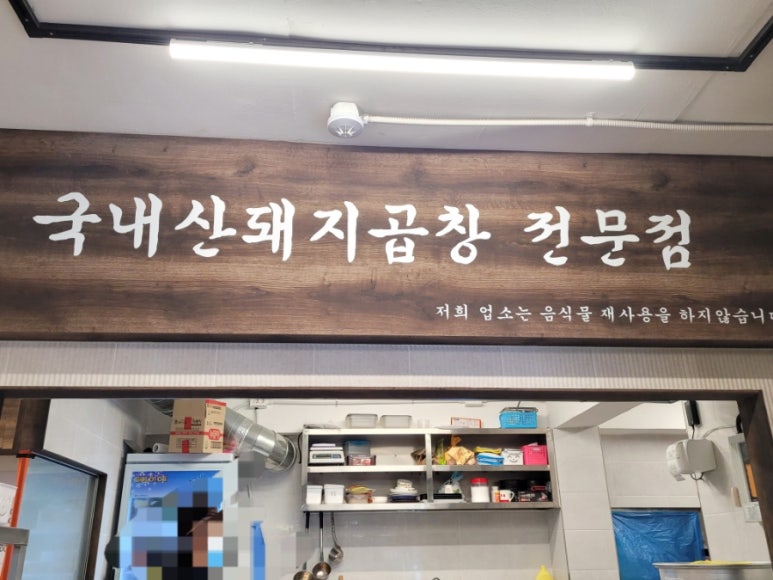 국내산돼지곱창 전문점
저희 업소는 음식물 재사용을 하지않습니다